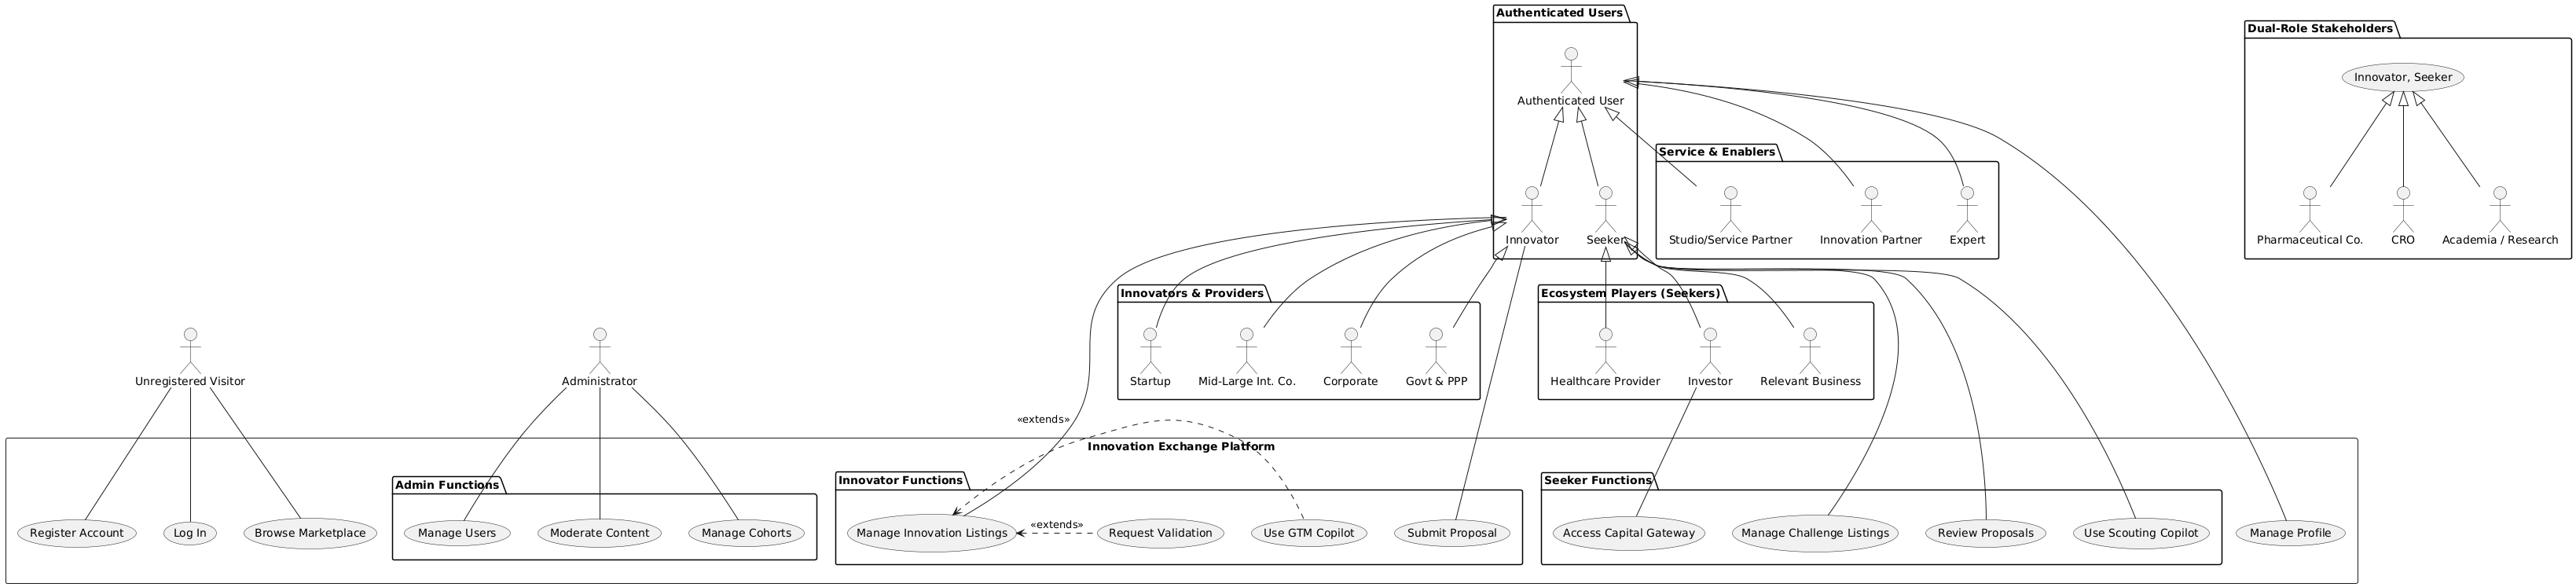 Authenticated Users
Dual-Role Stakeholders
Innovator, Seeker
Authenticated User
Service & Enablers
Innovator
Seeker
Studio/Service Partner
Innovation Partner
Expert
Pharmaceutical Co.
CRO
Academia / Research
Innovators & Providers
Ecosystem Players (Seekers)
Unregistered Visitor
Administrator
Startup
Mid-Large Int. Co.
Corporate
Govt & PPP
Healthcare Provider
Investor
Relevant Business
«extends»
Innovation Exchange Platform
Admin Functions
Innovator Functions
Seeker Functions
«extends»
Register Account
Log In
Browse Marketplace
Manage Users
Moderate Content
Manage Cohorts
Manage Innovation Listings
Request Validation
Use GTM Copilot
Submit Proposal
Access Capital Gateway
Manage Challenge Listings
Review Proposals
Use Scouting Copilot
Manage Profile